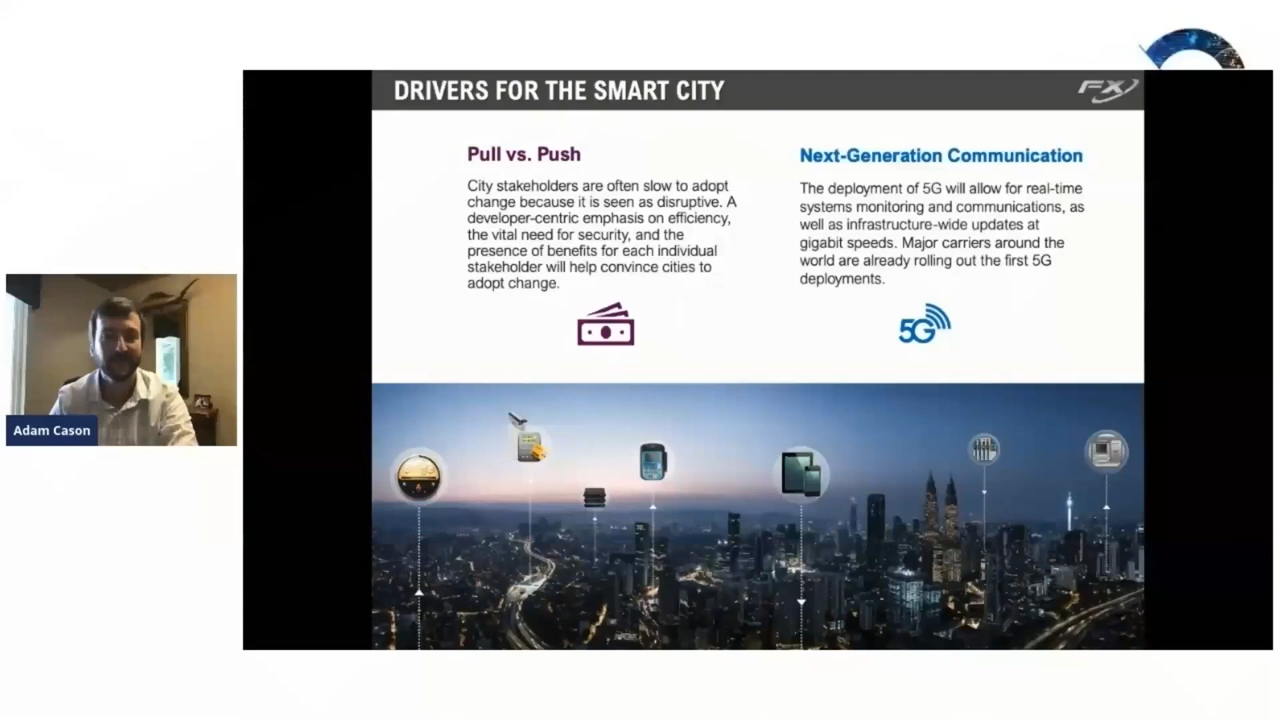 DRIVERS FOR THE SMART CITY
FX
Pull vs. Push
City stakeholders are often slow to adopt
change because it is seen as disruptive. A
developer-centric emphasis on efficiency,
the vital need for security, and the
presence of benefits for each individual
stakeholder will help convince cities to
adopt change.
Next-Generation Communication
The deployment of 5G will allow for real-time
systems monitoring and communications, as
well as infrastructure-wide updates at
gigabit speeds. Major carriers around the
world are already rolling out the first 5G
deployments.
5G
Adam Cason